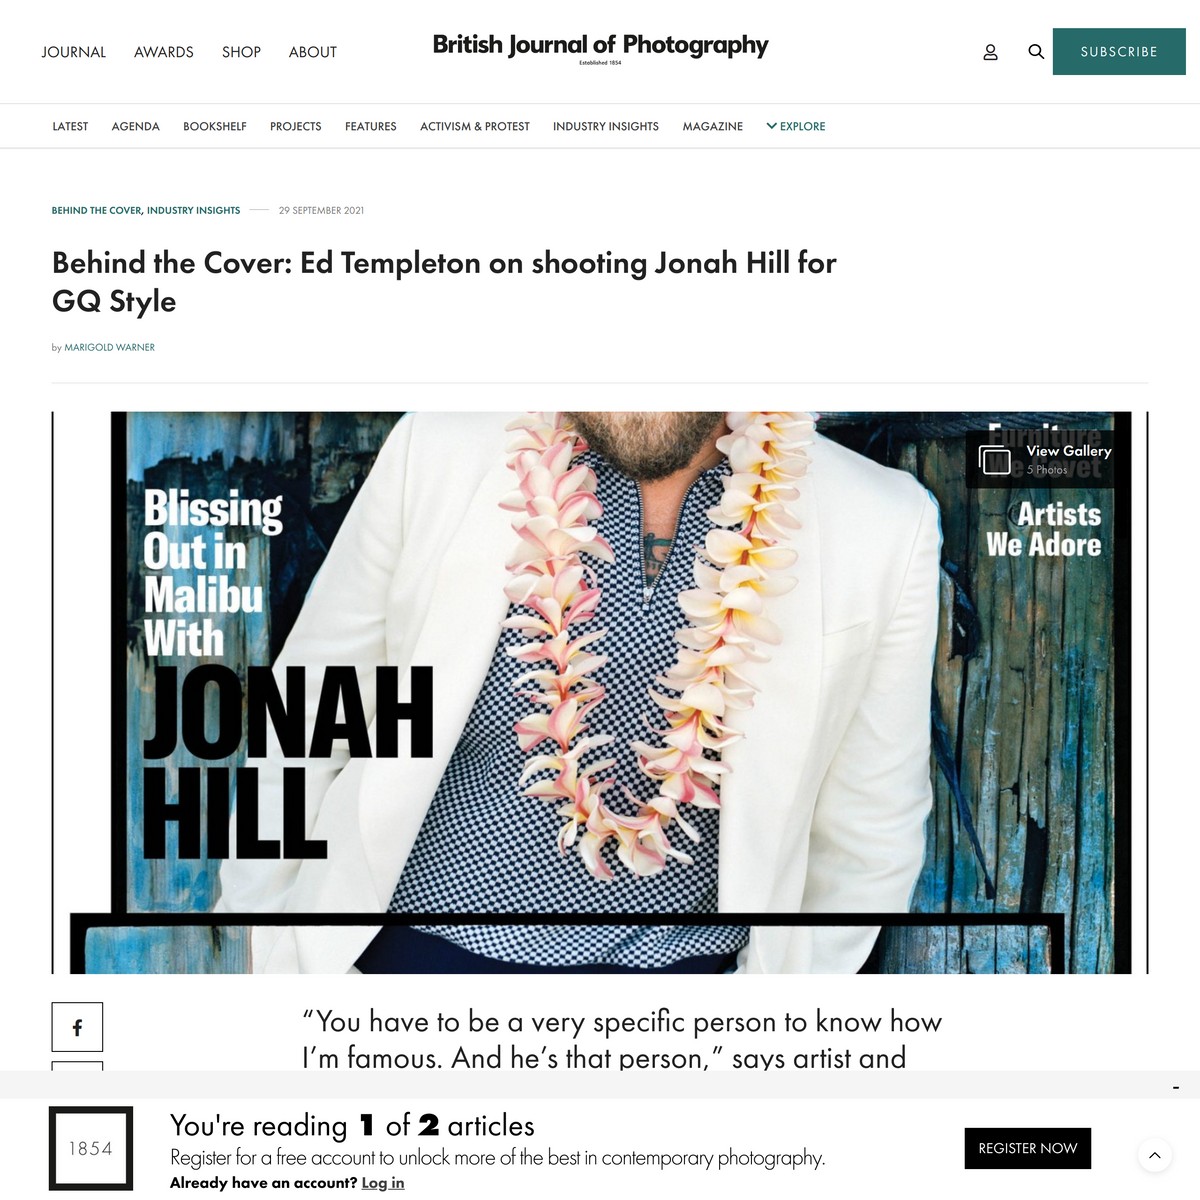 JOURNAL AWARDS SHOP ABOUT
British Journal of Photography
Established 1854
SUBSCRIBE
LATEST AGENDA BOOKSHELF PROJECTS FEATURES ACTIVISM & PROTEST INDUSTRY INSIGHTS MAGAZINE EXPLORE
BEHIND THE COVER, INDUSTRY INSIGHTS 29 SEPTEMBER 2021
Behind the Cover: Ed Templeton on shooting Jonah Hill for
GQ Style
by MARIGOLD WARNER
Furniture
We Covet
View Gallery
5 Photos
Artists
We Adore
Blissing
Out in
Malibu
With
JONAH
HILL
f
“You have to be a very specific person to know how
I’m famous. And he’s that person,” says artist and
-
1854
You're reading 1 of 2 articles
Register for a free account to unlock more of the best in contemporary photography.
Already have an account? Log in
REGISTER NOW